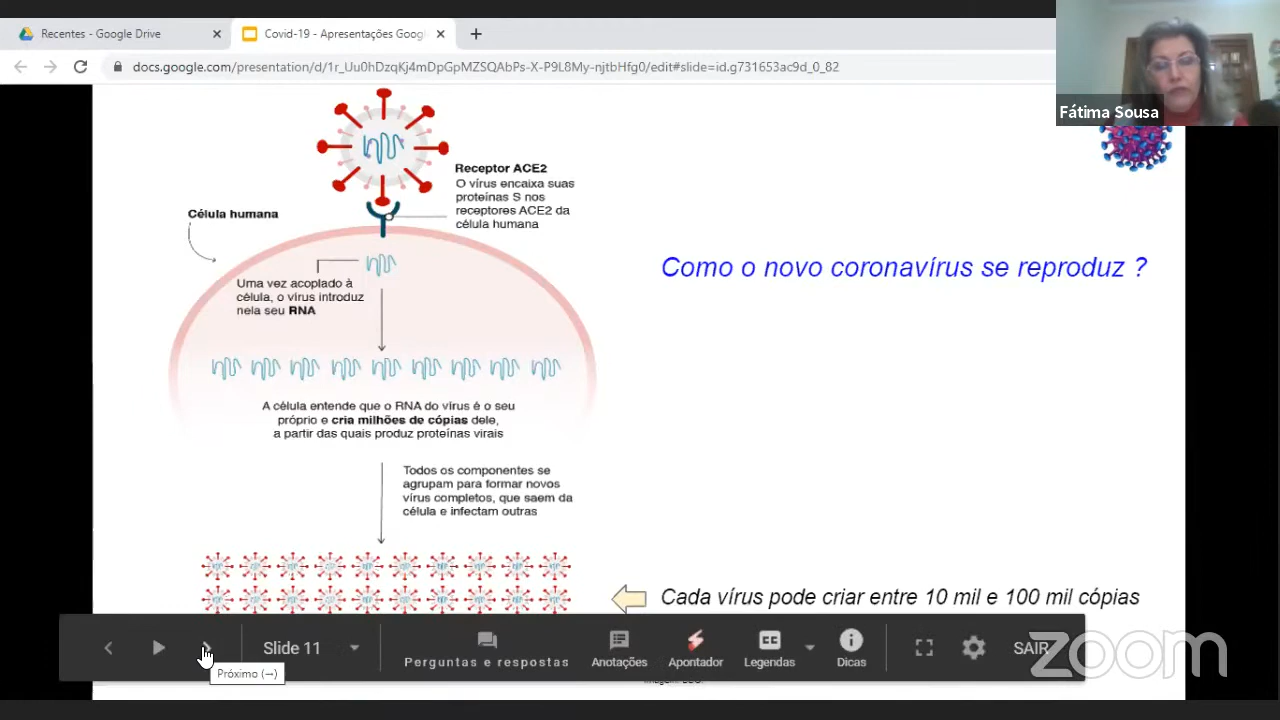 Recentes - Google Drive
Covid-19 - Apresentações Goog
docs.google.com/presentation/d/1r_Uu0hDzqKj4mDpGpMZSQAbPs-X-P9L8My-njtbHfg0/edit#slide=id.g731653ac9d_0_82
Fátima Sousa
Receptor ACE2
O vírus encaixa suas
proteínas S nos
receptores ACE2 da
célula humana
Célula humana
Uma vez acoplado à
célula, o vírus introduz
nela seu RNA
Como o novo coronavírus se reproduz ?
A célula entende que o RNA do vírus é o seu
próprio e cria milhões de cópias dele,
a partir das quais produz proteínas virais
Todos os componentes se
agrupam para formar novos
vírus completos, que saem da
célula e infectam outras
Cada vírus pode criar entre 10 mil e 100 mil cópias
Slide 11
Perguntas e respostas
Anotações
Apontador
Legendas
Dicas
SAIR
zoom
Próximo (→)